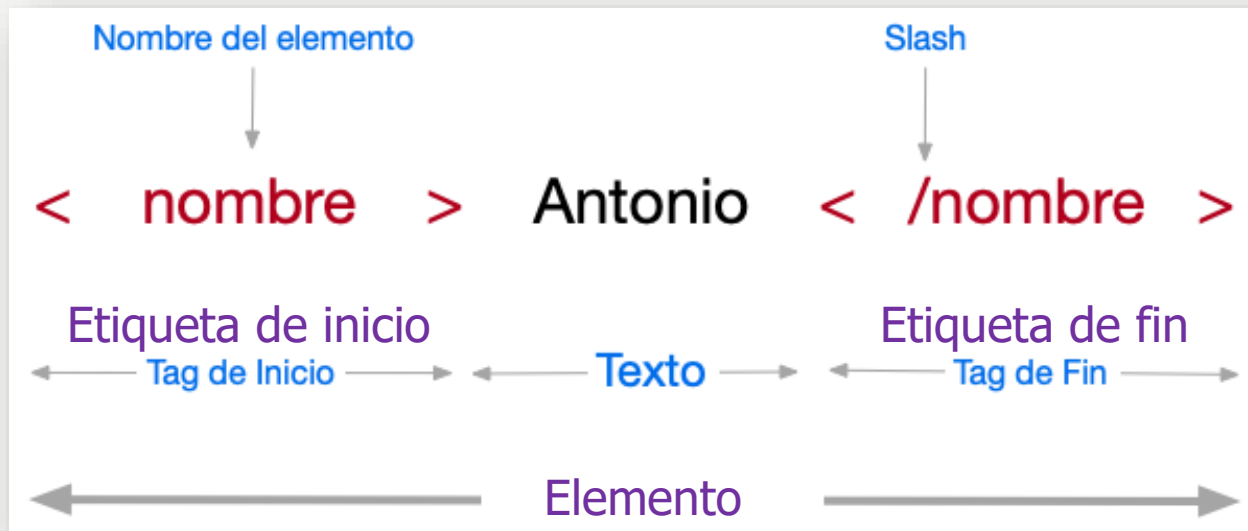 Nombre del elemento Slash
< nombre > Antonio < /nombre >
Etiqueta de inicio Etiqueta de fin
Tag de Inicio Texto Tag de Fin
Elemento